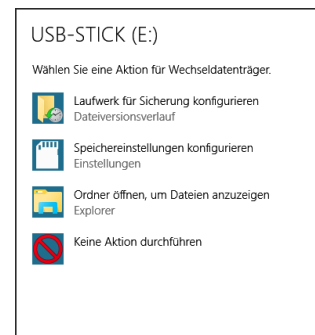 USB-STICK (E:)
Wählen Sie eine Aktion für Wechseldatenträger.
Laufwerk für Sicherung konfigurieren
Dateiversionsverlauf
Speichereinstellungen konfigurieren
Einstellungen
Ordner öffnen, um Dateien anzuzeigen
Explorer
Keine Aktion durchführen